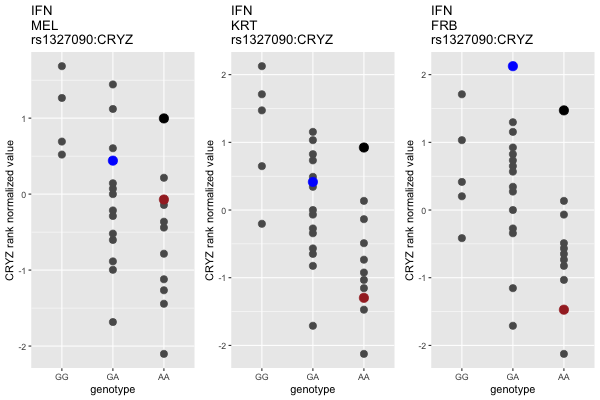 IFN
MEL
rs1327090:CRYZ
CRYZ rank normalized value
1
0
-1
-2
GG GA AA
genotype
IFN
KRT
rs1327090:CRYZ
CRYZ rank normalized value
2
1
0
-1
-2
GG GA AA
genotype
IFN
FRB
rs1327090:CRYZ
CRYZ rank normalized value
2
1
0
-1
-2
GG GA AA
genotype